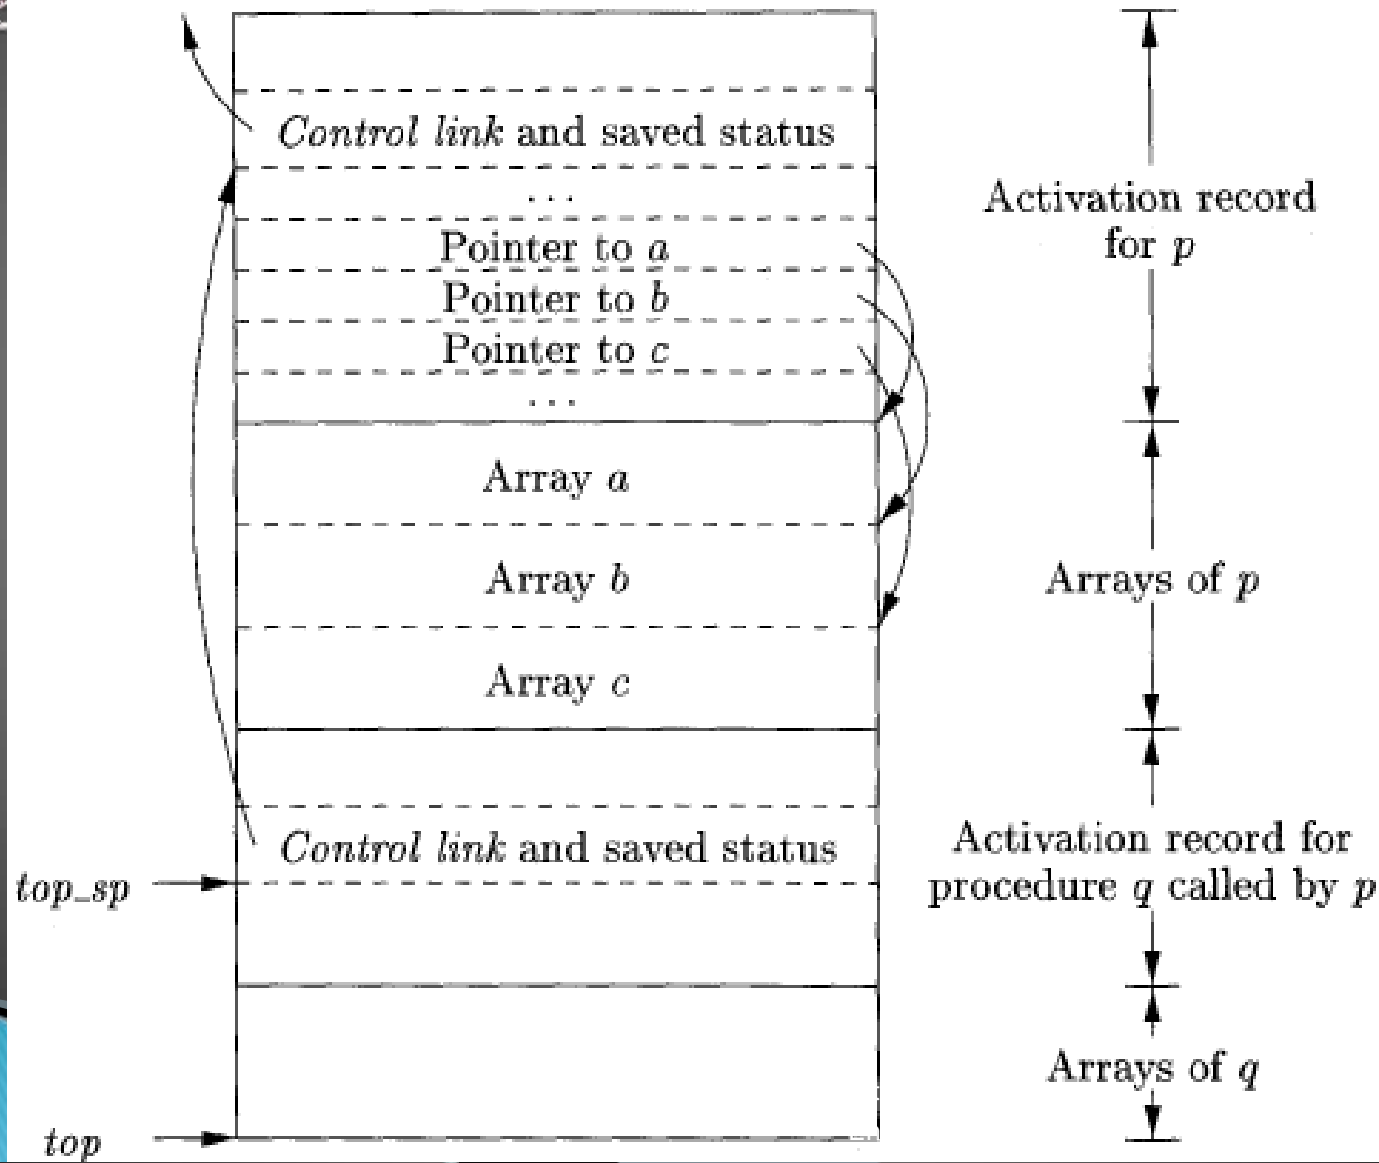 Control link and saved status
...
Pointer to a
Pointer to b
Pointer to c
...
Activation record
for p
Array a
Array b
Array c
Arrays of p
Control link and saved status
top_sp
Activation record for
procedure q called by p
Arrays of q
top